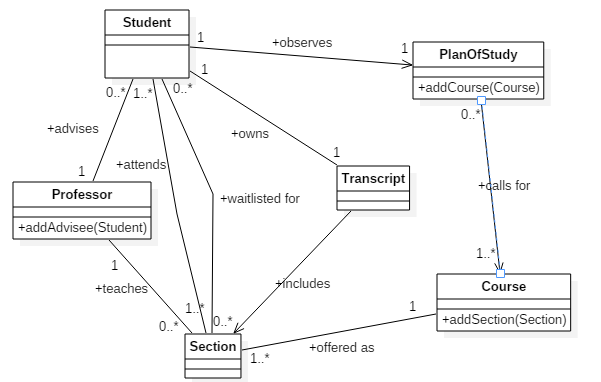 Student
1
+observes
1
PlanOfStudy
+addCourse(Course)
1
0..*
1..*
0..*
0..*
+advises
+owns
1
+attends
1
Transcript
+calls for
Professor
+waitlisted for
+addAdvisee(Student)
1..*
1
+includes
Course
+teaches
1..*
1
+addSection(Section)
0..*
0..*
Section
+offered as
1..*